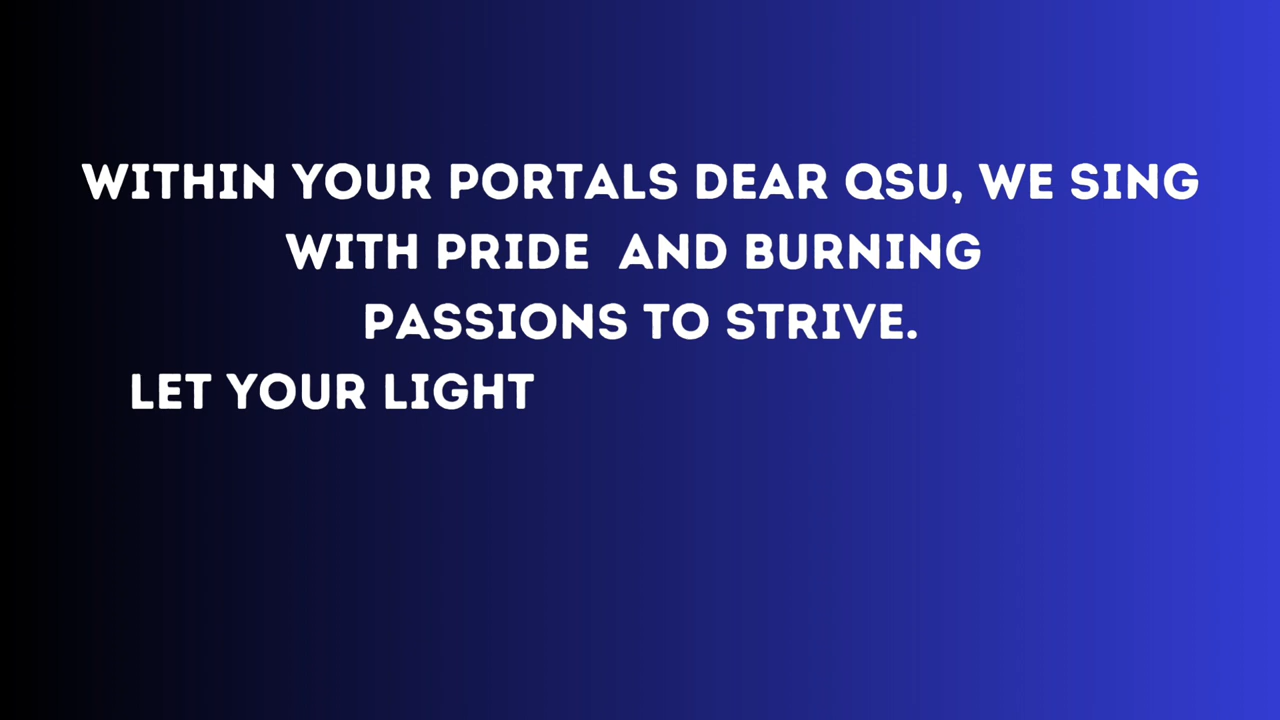 WITHIN YOUR PORTALS DEAR QSU, WE SING
WITH PRIDE  AND BURNING
PASSIONS TO STRIVE.
LET YOUR LIGHT